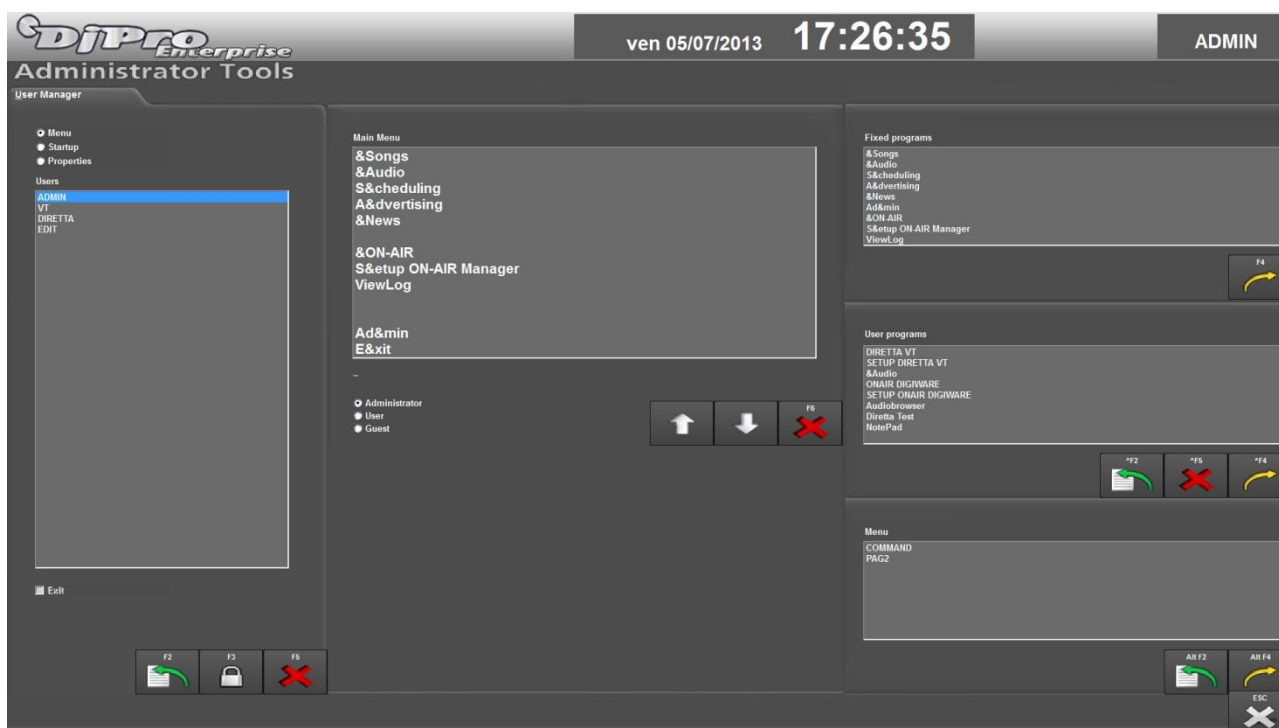 DjPro
Enterprise
ven 05/07/2013 17:26:35
ADMIN
Administrator Tools
User Manager
Menu
Startup
Properties
Users
ADMIN
VT
DIRETTA
EDIT
Exit
F2
F3
F5
Main Menu
&Songs
&Audio
S&cheduling
A&dvertising
&News
&ON-AIR
S&etup ON-AIR Manager
ViewLog
Ad&min
E&xit
_
Administrator
User
Guest
F6
Fixed programs
&Songs
&Audio
S&cheduling
A&dvertising
&News
Ad&min
&ON-AIR
S&etup ON-AIR Manager
ViewLog
F4
User programs
DIRETTA VT
SETUP DIRETTA VT
&Audio
ONAIR DIGIWARE
SETUP ONAIR DIGIWARE
Audiobrowser
Diretta Test
NotePad
^F2
^F5
^F4
Menu
COMMAND
PAG2
Alt F2
Alt F4
ESC